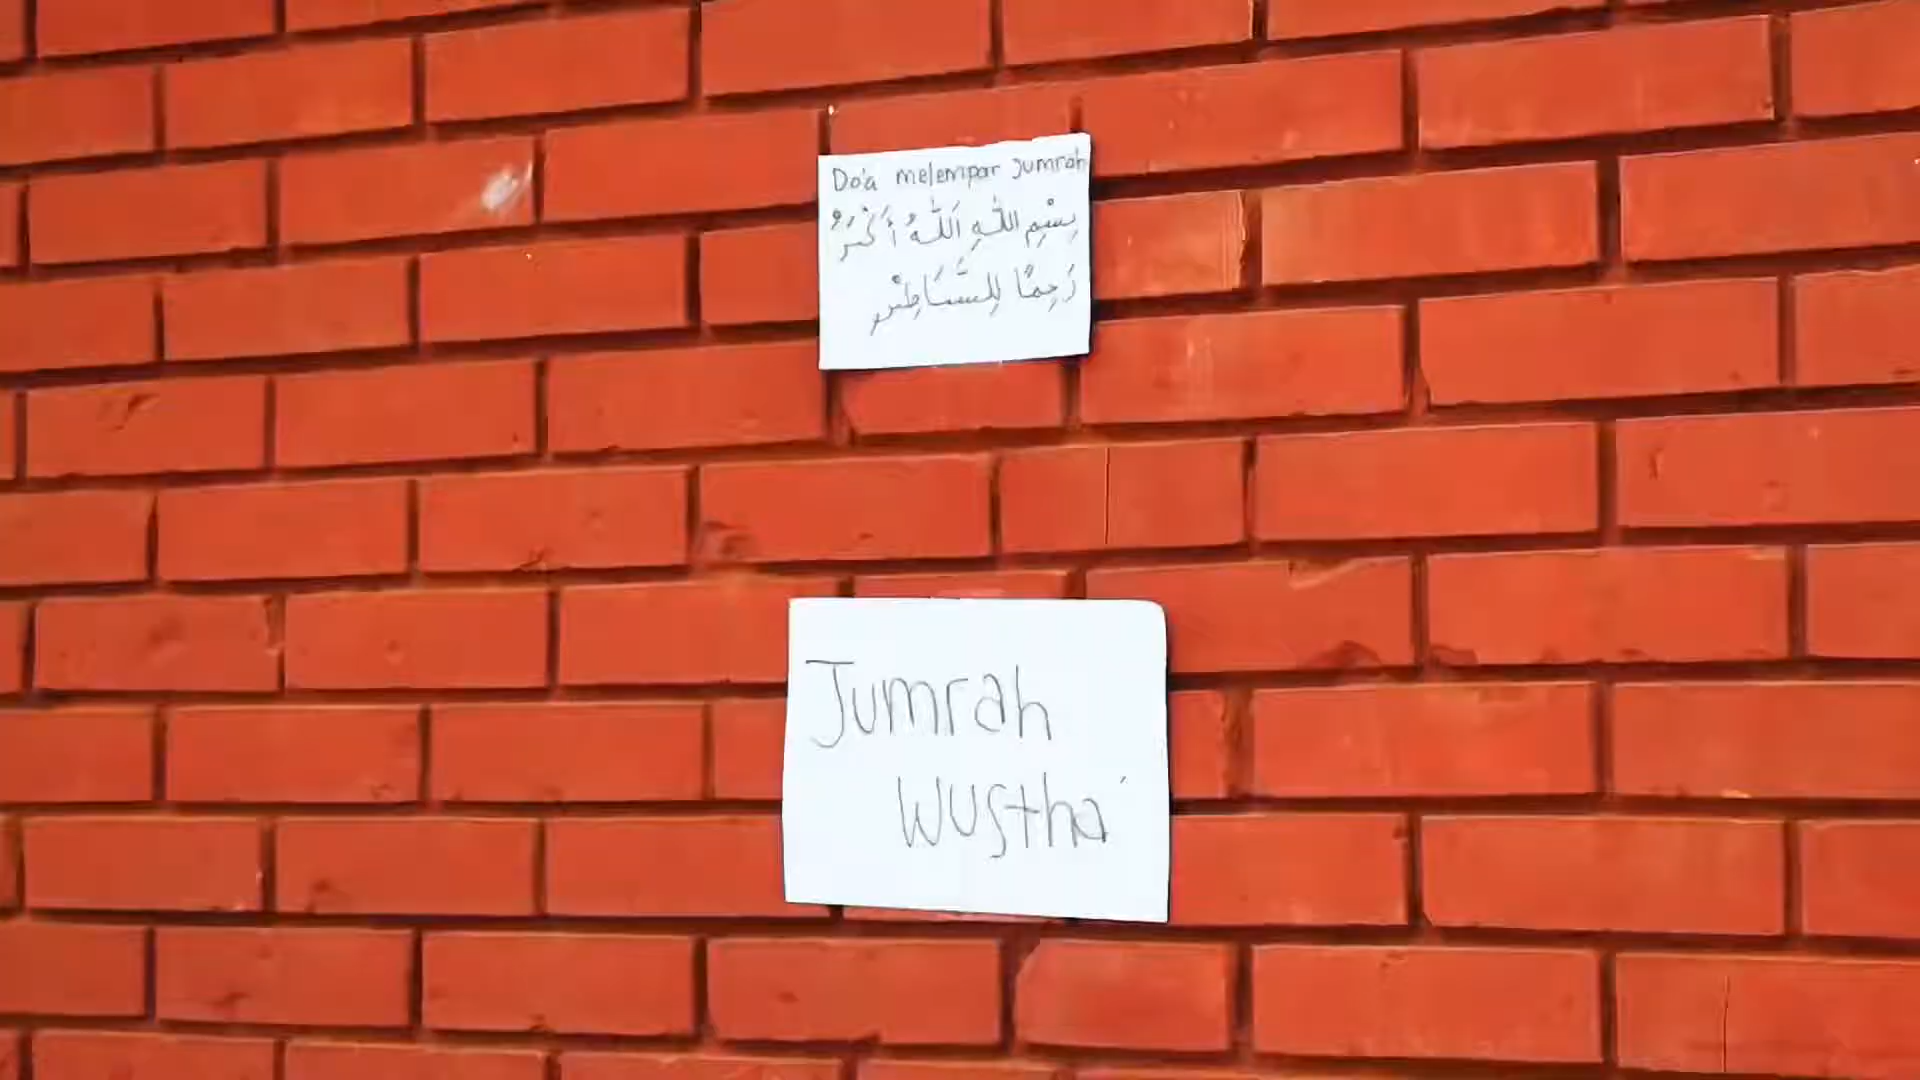 Do'a melempar Jumrah
بِسْمِ اللّٰهِ اَللّٰهُ أَكْبَرُ
رَجِمًا لِلشَّيَاطِيْنِ
Jumrah
Wustha'